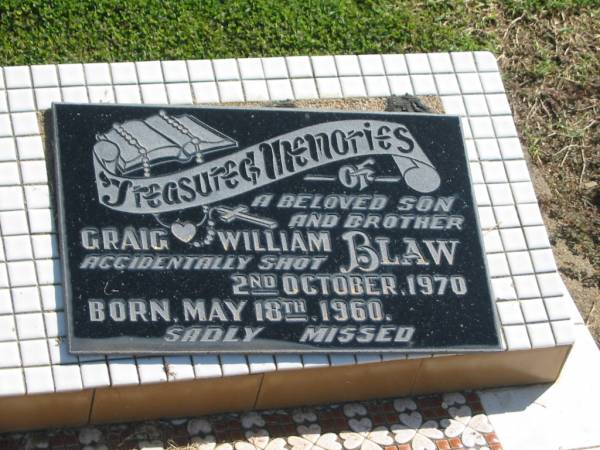 TREASURED MEMORIES
— OF —
A BELOVED SON
AND BROTHER
GRAIG WILLIAM BLAW
ACCIDENTALLY SHOT
2ND OCTOBER, 1970
BORN, MAY 18TH, 1960.
SADLY MISSED